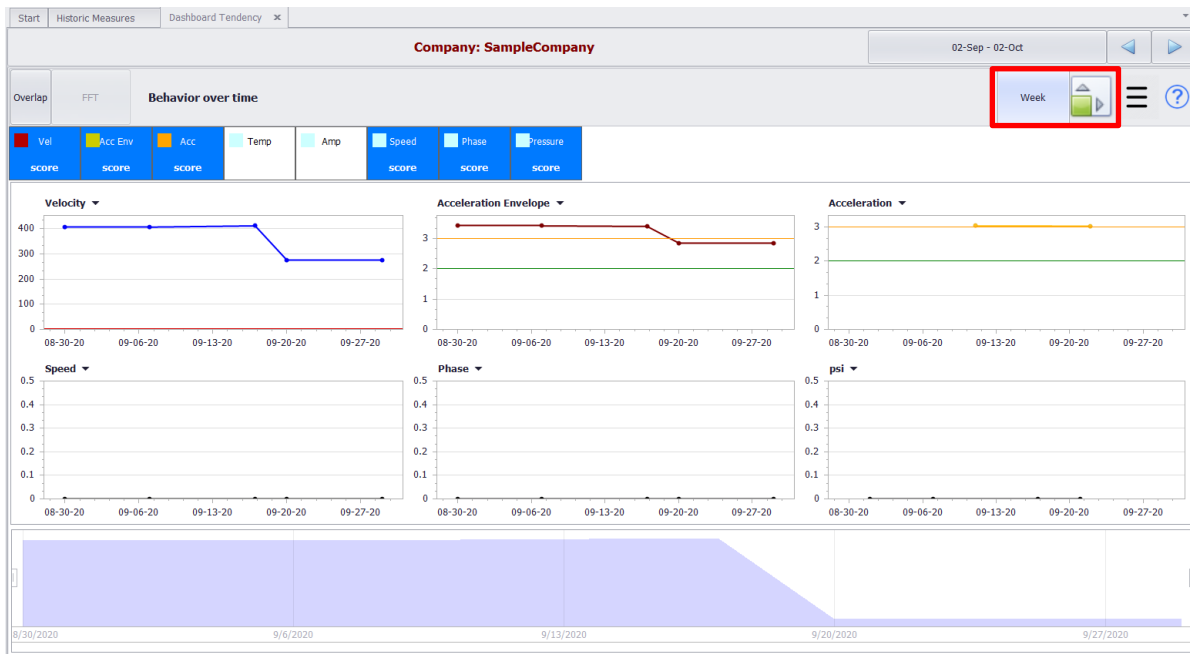 Start Historic Measures Dashboard Tendency ×
Company: SampleCompany 02-Sep - 02-Oct
Overlap FFT Behavior over time Week ?
Vel Acc Env Acc Temp Amp Speed Phase Pressure
score score score score score score
Velocity Acceleration Envelope Acceleration
400
300
200
100
0
08-30-20 09-06-20 09-13-20 09-20-20 09-27-20
3
2
1
0
08-30-20 09-06-20 09-13-20 09-20-20 09-27-20
3
2
1
0
08-30-20 09-06-20 09-13-20 09-20-20 09-27-20
Speed Phase psi
0.5
0.4
0.3
0.2
0.1
0
08-30-20 09-06-20 09-13-20 09-20-20 09-27-20
0.5
0.4
0.3
0.2
0.1
0
08-30-20 09-06-20 09-13-20 09-20-20 09-27-20
0.5
0.4
0.3
0.2
0.1
0
08-30-20 09-06-20 09-13-20 09-20-20 09-27-20
8/30/2020 9/6/2020 9/13/2020 9/20/2020 9/27/2020